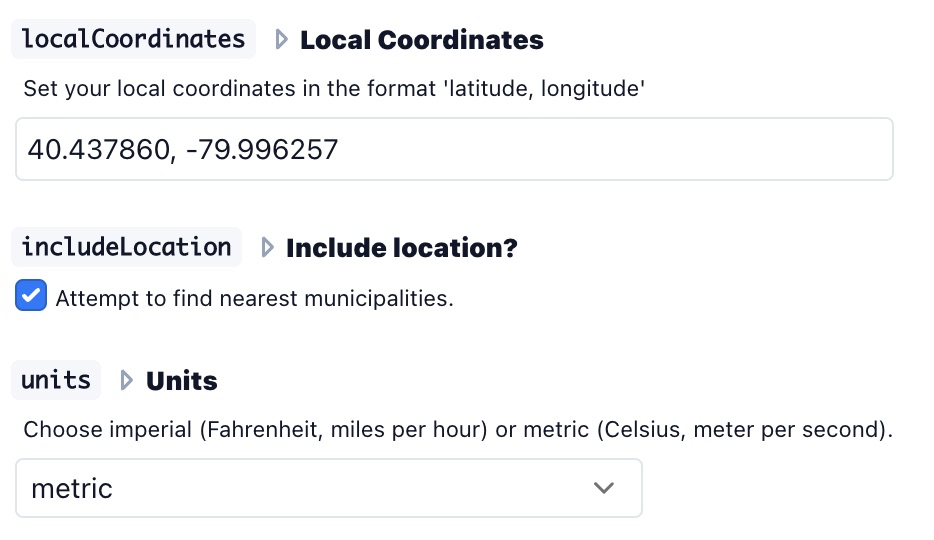 localCoordinates Local Coordinates
Set your local coordinates in the format 'latitude, longitude'
40.437860, -79.996257
includeLocation Include location?
Attempt to find nearest municipalities.
units Units
Choose imperial (Fahrenheit, miles per hour) or metric (Celsius, meter per second).
metric